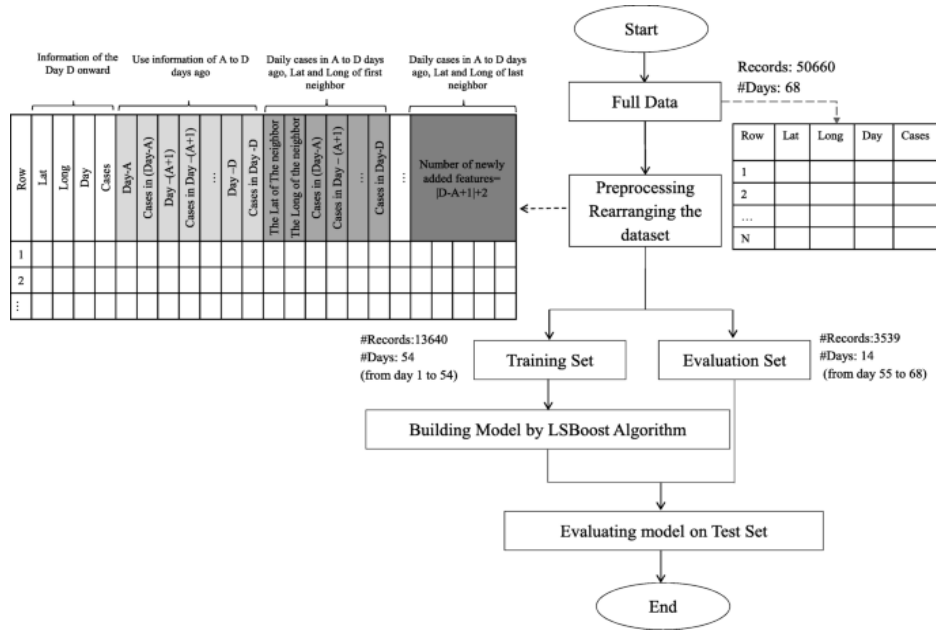 Start
Full Data
Records: 50660
#Days: 68
Row Lat Long Day Cases
1
2
...
N
Information of the
Day D onward
Use information of A to D
days ago
Daily cases in A to D days
ago, Lat and Long of first
neighbor
Daily cases in A to D days
ago, Lat and Long of last
neighbor
Row
Lat
Long
Day
Cases
Day-A
Cases in (Day-A)
Day –(A+1)
Cases in Day –(A+1)
...
Day –D
Cases in Day -D
The Lat of The neighbor
The Long of the neighbor
Cases in (Day-A)
Cases in Day – (A+1)
...
Cases in Day-D
...
Number of newly
added features=
|D-A+1|+2
1
2
...
Preprocessing
Rearranging the
dataset
#Records:13640
#Days: 54
(from day 1 to 54)
Training Set
Evaluation Set
#Records:3539
#Days: 14
(from day 55 to 68)
Building Model by LSBoost Algorithm
Evaluating model on Test Set
End